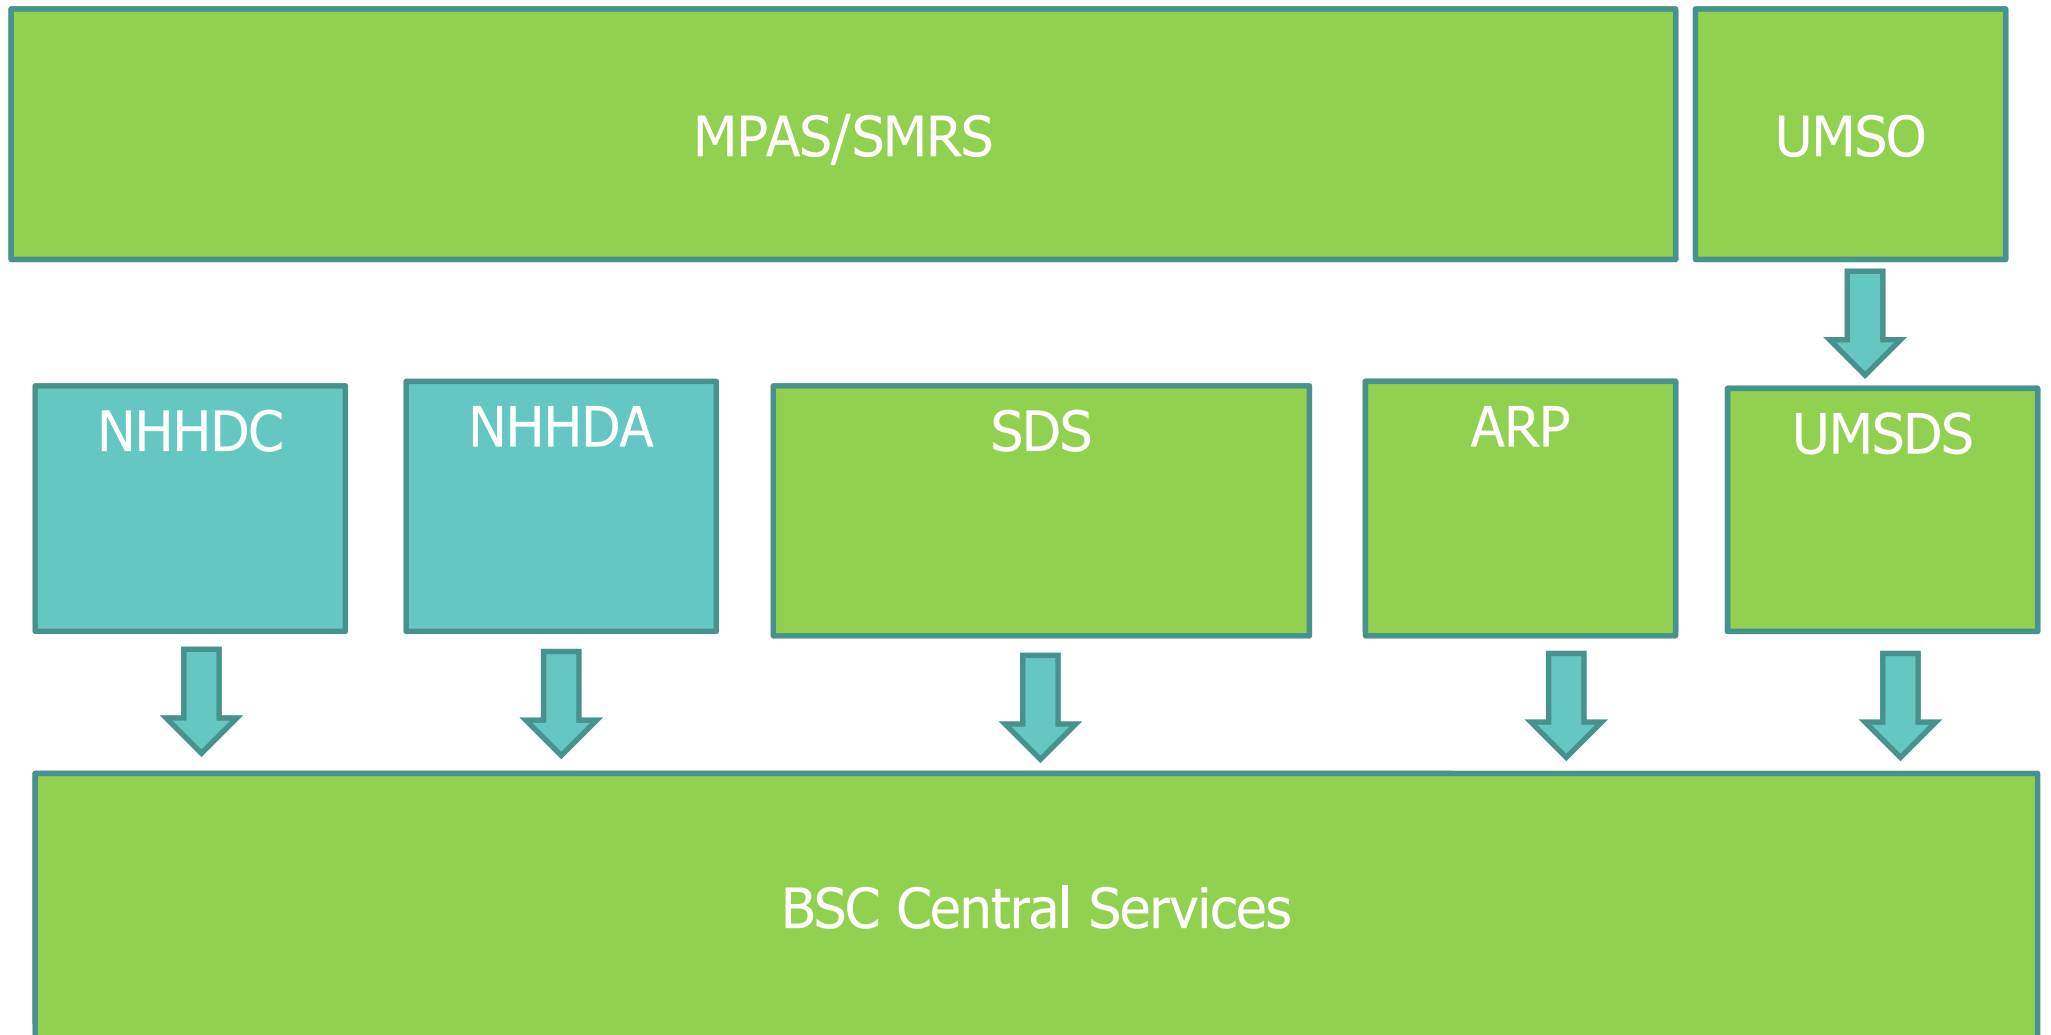 MPAS/SMRS
UMSO
NHHDC
NHHDA
SDS
ARP
UMSDS
BSC Central Services